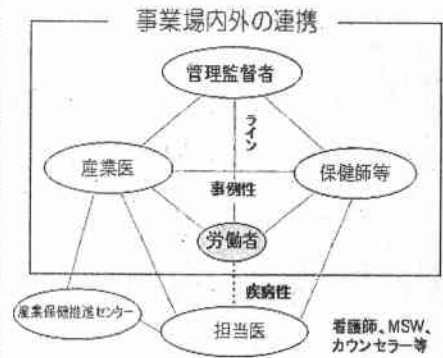 事業場内外の連携
管理監督者
ライン
産業医
保健師等
事例性
労働者
疾病性
産業保健推進センター
担当医
看護師、MSW、
カウンセラー等